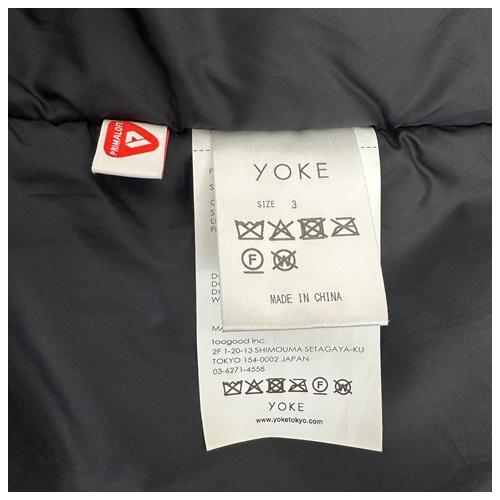 PRIMALOFT
YOKE
SIZE 3
F W
MADE IN CHINA
MA
toogood inc.
2F 1-20-13 SHIMOUMA SETAGAYA-KU
TOKYO 154-0002 JAPAN
03-6271-4558
F W
YOKE
www.yoketokyo.com